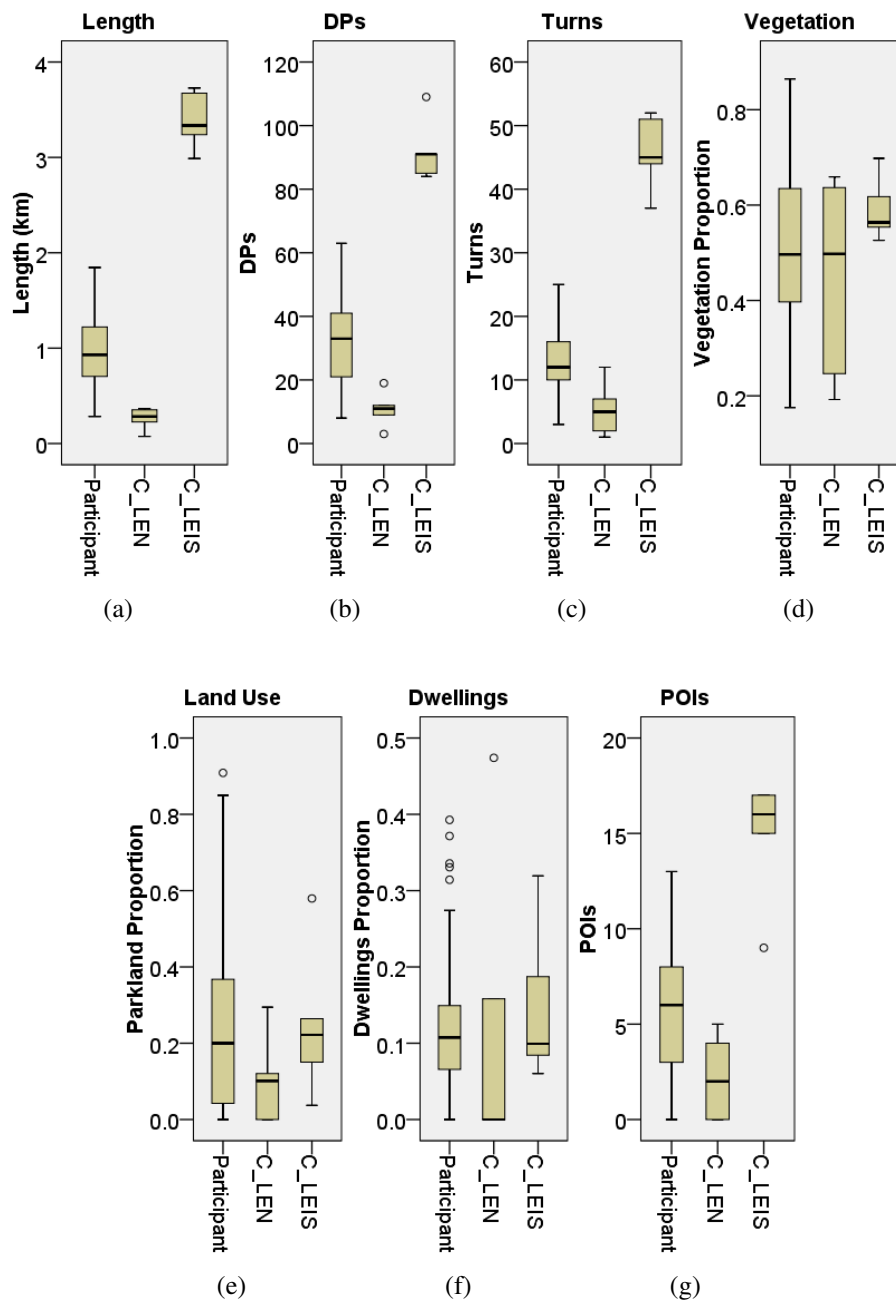 Length
DPs
Turns
Vegetation
Length (km)
4
3
2
1
0
Participant
C_LEN
C_LEIS
DPs
120
100
80
60
40
20
0
Participant
C_LEN
C_LEIS
Turns
60
50
40
30
20
10
0
Participant
C_LEN
C_LEIS
Vegetation Proportion
0.8
0.6
0.4
0.2
Participant
C_LEN
C_LEIS
(a)
(b)
(c)
(d)
Land Use
Dwellings
POIs
Parkland Proportion
1.0
0.8
0.6
0.4
0.2
0.0
Participant
C_LEN
C_LEIS
Dwellings Proportion
0.5
0.4
0.3
0.2
0.1
0.0
Participant
C_LEN
C_LEIS
POIs
20
15
10
5
0
Participant
C_LEN
C_LEIS
(e)
(f)
(g)